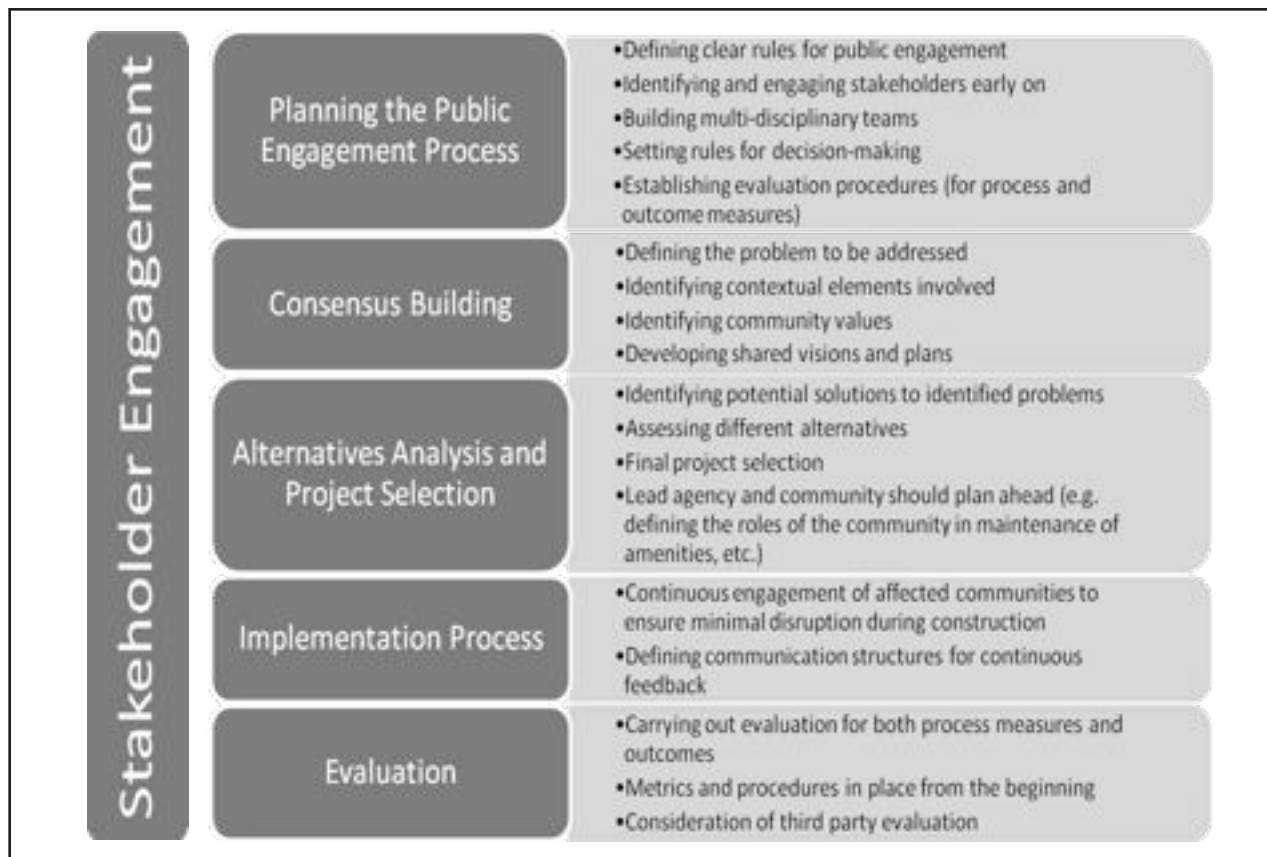 Stakeholder Engagement
Planning the Public
Engagement Process
•Defining clear rules for public engagement
•Identifying and engaging stakeholders early on
•Building multi-disciplinary teams
•Setting rules for decision-making
•Establishing evaluation procedures (for process and
outcome measures)
Consensus Building
•Defining the problem to be addressed
•Identifying contextual elements involved
•Identifying community values
•Developing shared visions and plans
Alternatives Analysis and
Project Selection
•Identifying potential solutions to identified problems
•Assessing different alternatives
•Final project selection
•Lead agency and community should plan ahead (e.g.
defining the roles of the community in maintenance of
amenities, etc.)
Implementation Process
•Continuous engagement of affected communities to
ensure minimal disruption during construction
•Defining communication structures for continuous
feedback
Evaluation
•Carrying out evaluation for both process measures and
outcomes
•Metrics and procedures in place from the beginning
•Consideration of third party evaluation